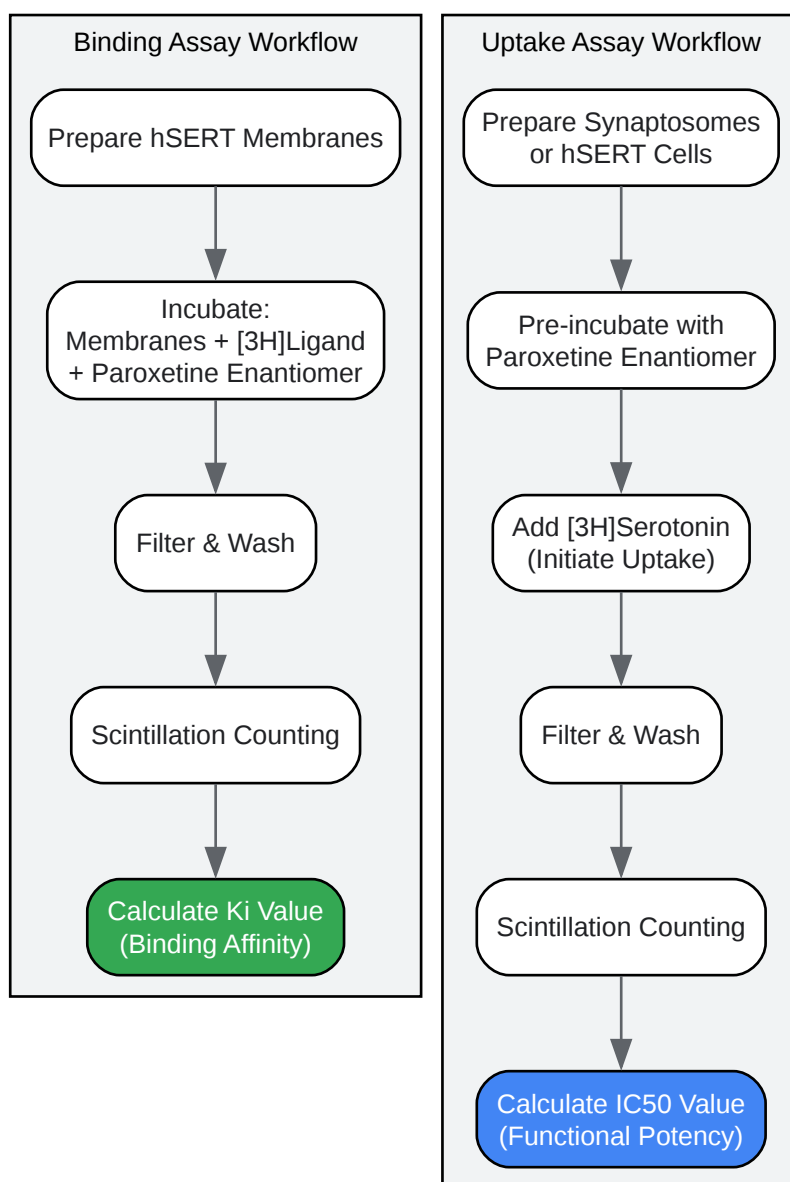 Binding Assay Workflow
Prepare hSERT Membranes
Incubate:
Membranes + [3H]Ligand
+ Paroxetine Enantiomer
Filter & Wash
Scintillation Counting
Calculate Ki Value
(Binding Affinity)
Uptake Assay Workflow
Prepare Synaptosomes
or hSERT Cells
Pre-incubate with
Paroxetine Enantiomer
Add [3H]Serotonin
(Initiate Uptake)
Filter & Wash
Scintillation Counting
Calculate IC50 Value
(Functional Potency)